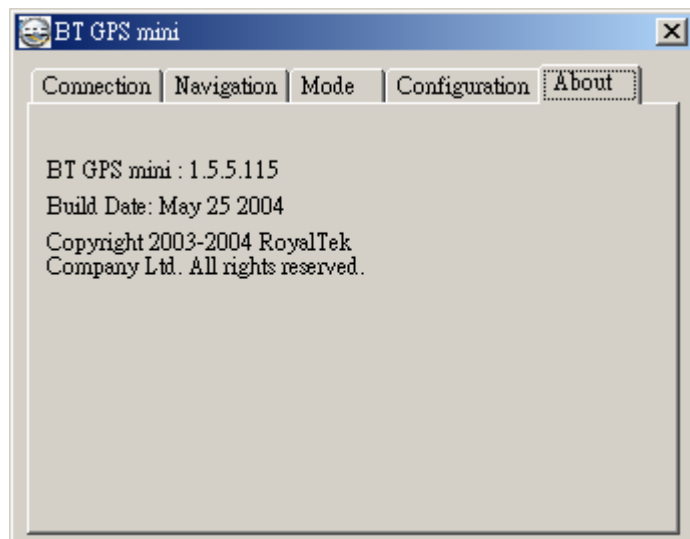 BT GPS mini
Connection Navigation Mode Configuration About
BT GPS mini : 1.5.5.115
Build Date: May 25 2004
Copyright 2003-2004 RoyalTek
Company Ltd. All rights reserved.